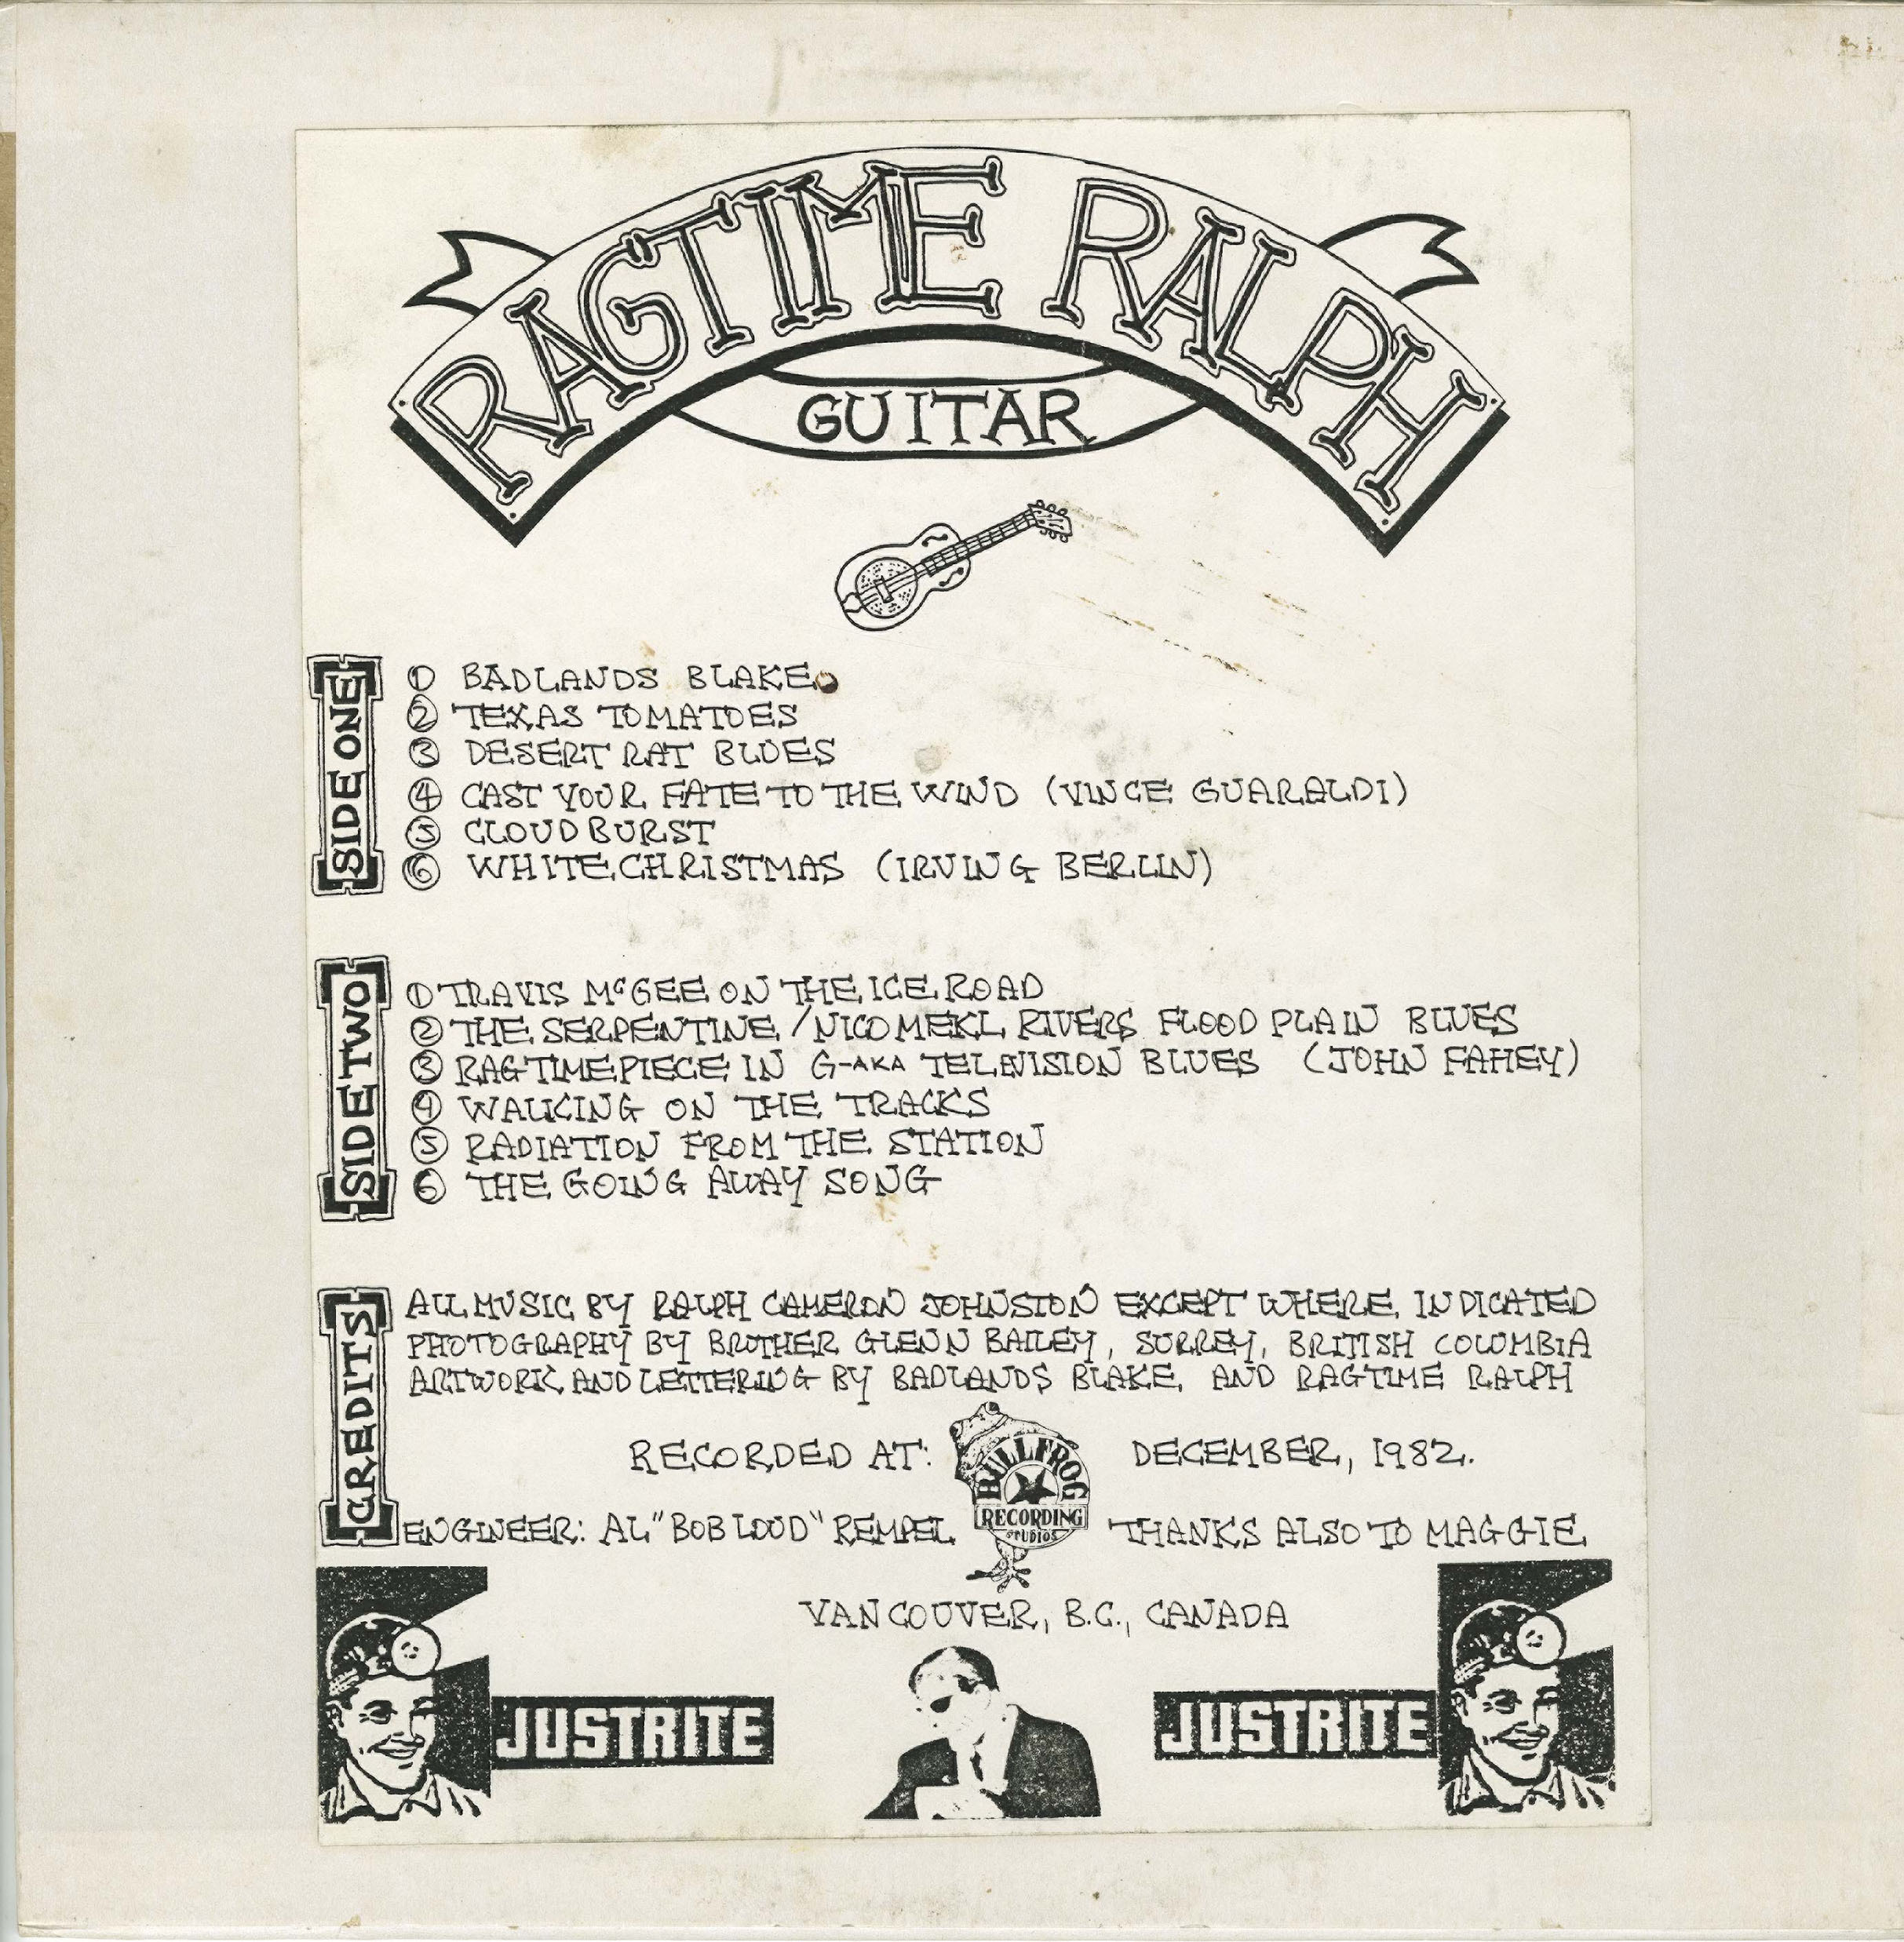 RAGTIME RALPH
GUITAR
SIDE ONE
① BADLANDS BLAKE
② TEXAS TOMATOES
③ DESERT RAT BLUES
④ CAST YOUR FATE TO THE WIND (VINCE GUARALDI)
⑤ CLOUDBURST
⑥ WHITE CHRISTMAS (IRVING BERLIN)
SIDE TWO
① TRAVIS McGEE ON THE ICE ROAD
② THE SERPENTINE/NICOMEKL RIVERS FLOOD PLAIN BLUES
③ RAGTIMEPIECE IN G-AKA TELEVISION BLUES (JOHN FAHEY)
④ WALKING ON THE TRACKS
⑤ RADIATION FROM THE STATION
⑥ THE GOING AWAY SONG
CREDITS
ALL MUSIC BY RALPH CAMERON JOHNSTON EXCEPT WHERE INDICATED
PHOTOGRAPHY BY BROTHER GLENN BAILEY, SURREY, BRITISH COLUMBIA
ARTWORK AND LETTERING BY BADLANDS BLAKE AND RAGTIME RALPH
RECORDED AT: BULLFROG RECORDING STUDIOS DECEMBER, 1982.
ENGINEER: AL "BOB LOUD" REMPEL THANKS ALSO TO MAGGIE
VANCOUVER, B.C., CANADA
JUSTRITE JUSTRITE